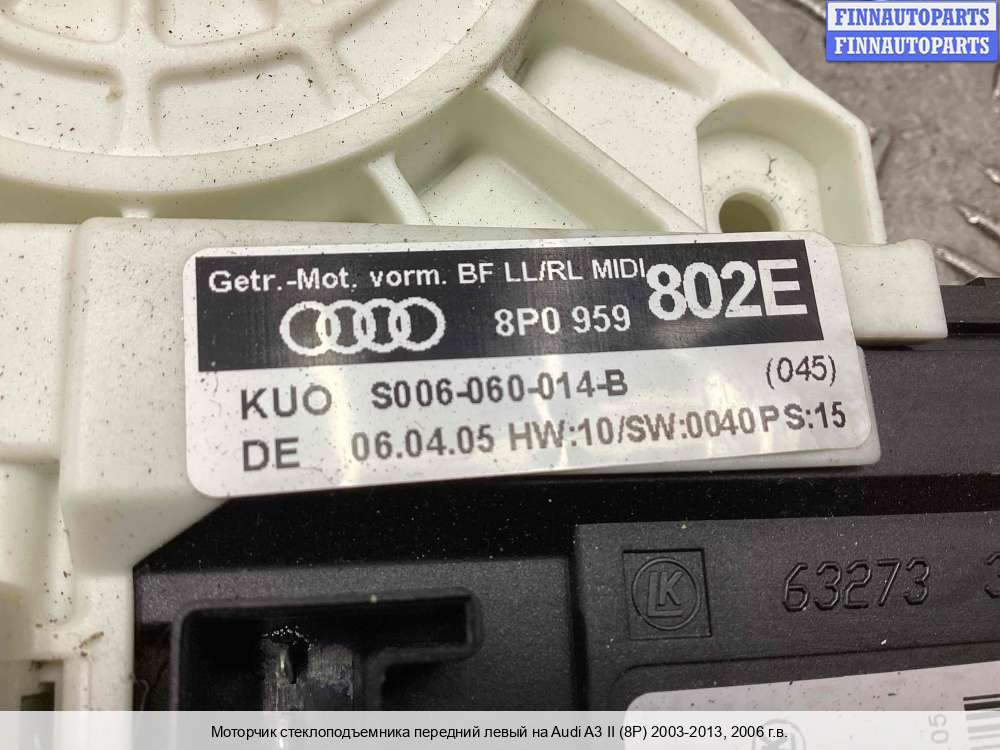 FINNAUTOPARTS
FINNAUTOPARTS
Getr.-Mot. vorm. BF LL/RL MIDI
8P0 959 802E
KUO S006-060-014-B (045)
DE 06.04.05 HW:10/SW:0040PS:15
LK 63273
05
Моторчик стеклоподъемника передний левый на Audi A3 II (8P) 2003-2013, 2006 г.в.